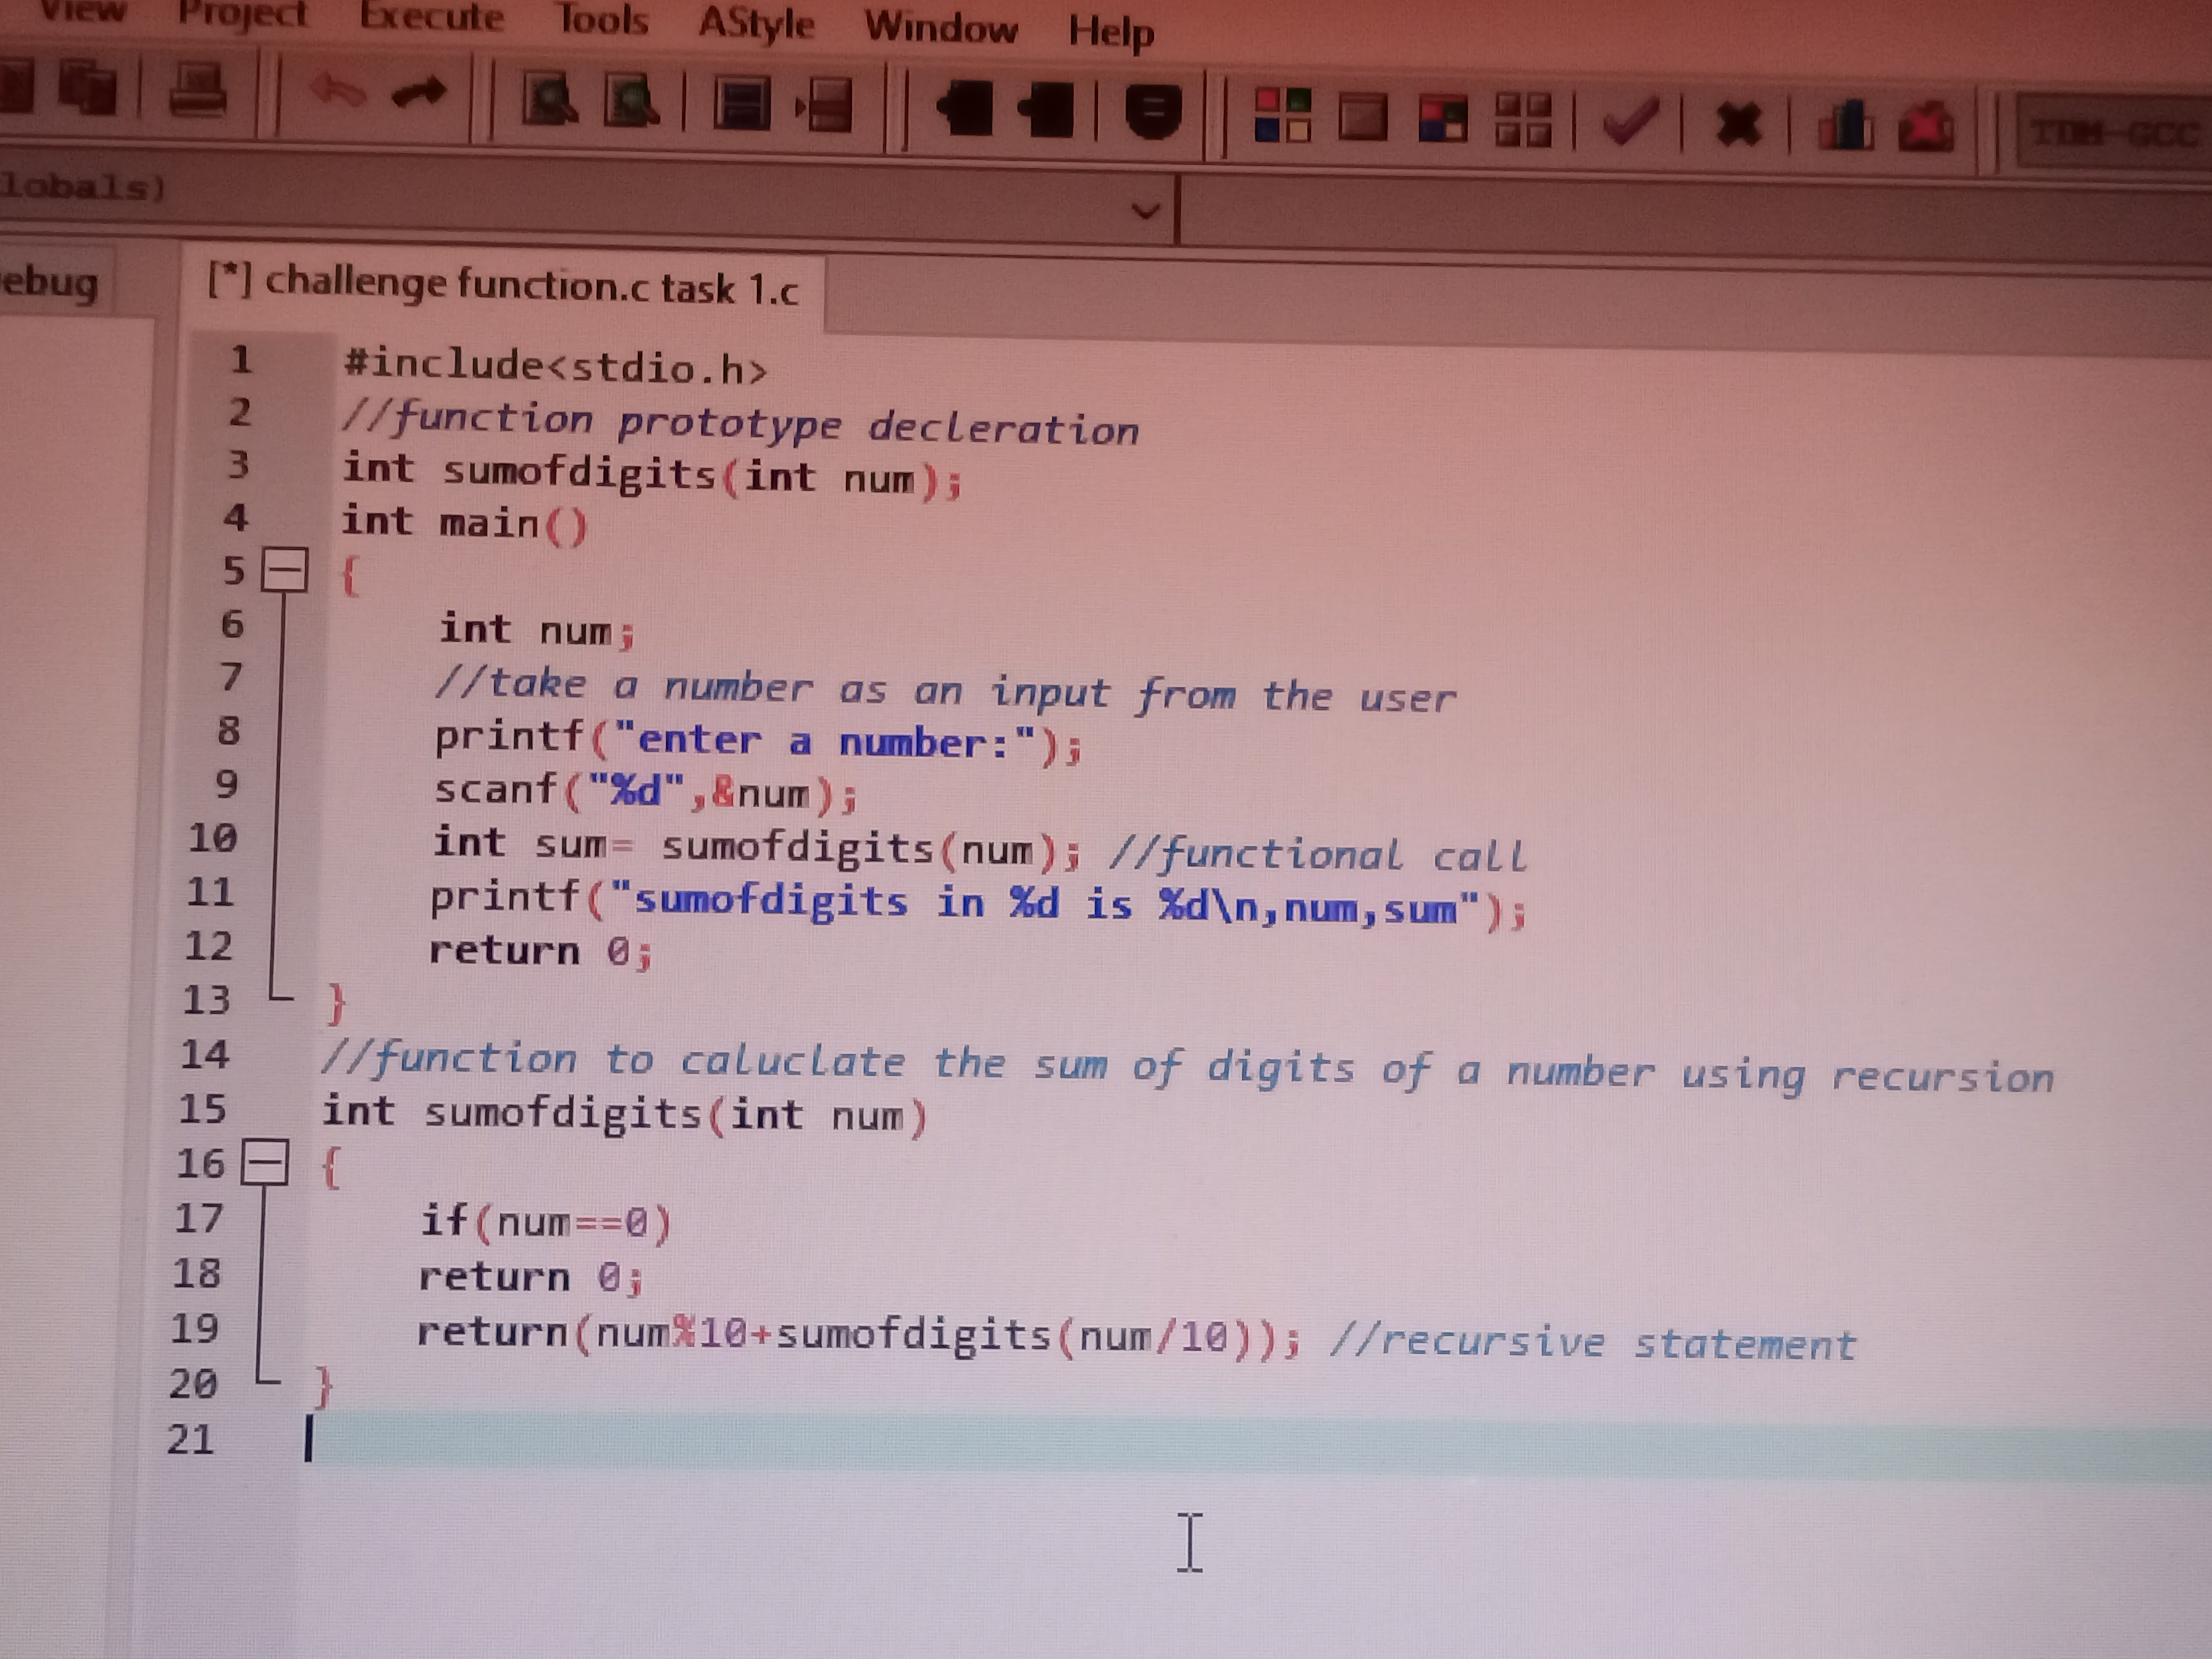 View Project Execute Tools AStyle Window Help
TDM-GCC
lobals)
ebug
[*] challenge function.c task 1.c
1 #include<stdio.h>
2 //function prototype decleration
3 int sumofdigits(int num);
4 int main()
5 {
6 int num;
7 //take a number as an input from the user
8 printf("enter a number:");
9 scanf("%d",&num);
10 int sum= sumofdigits(num); //functional call
11 printf("sumofdigits in %d is %d\n,num,sum");
12 return 0;
13 }
14 //function to caluclate the sum of digits of a number using recursion
15 int sumofdigits(int num)
16 {
17 if(num==0)
18 return 0;
19 return(num%10+sumofdigits(num/10)); //recursive statement
20 }
21